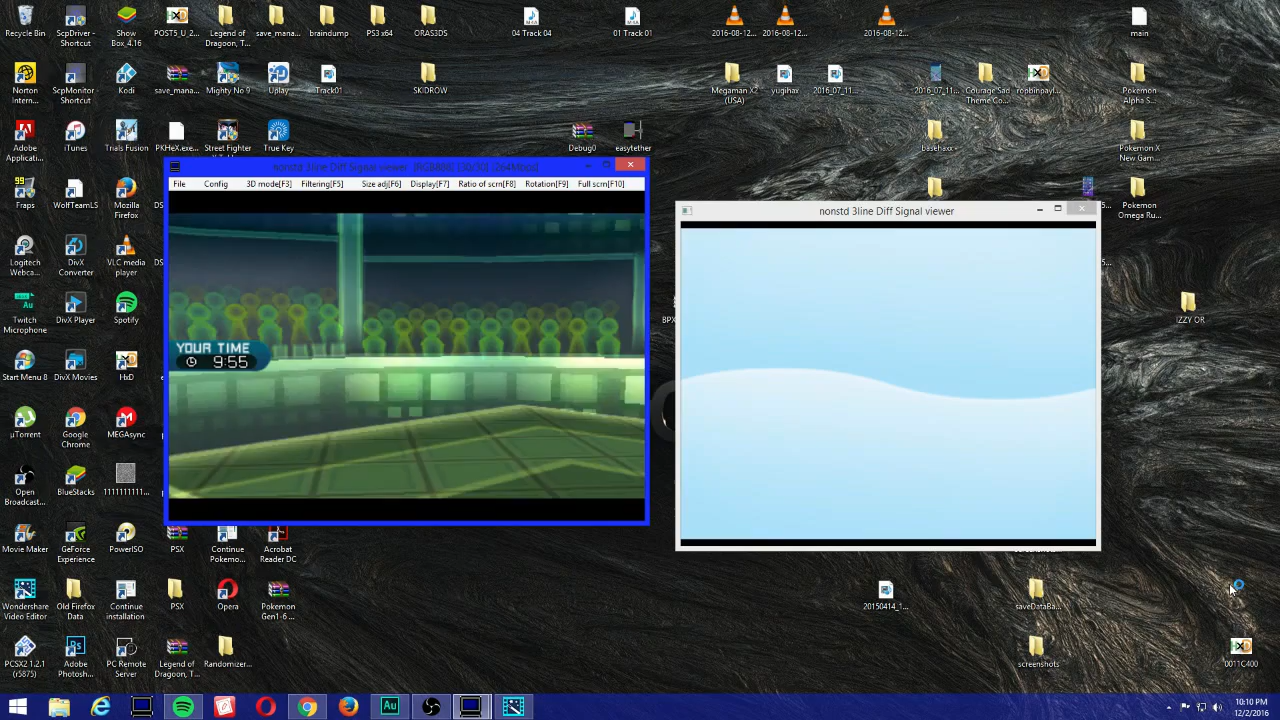 Recycle Bin
ScpDriver - Shortcut
Show Box_4.16
POST5_U_2...
Legend of Dragoon, T...
save_mana...
braindump
PS3 x64
ORAS3DS
04 Track 04
01 Track 01
2016-08-12...
2016-08-12...
2016-08-12...
main
Norton Intern...
ScpMonitor - Shortcut
Kodi
save_mana...
Mighty No 9
Uplay
Track01
SKIDROW
Megaman X2 (USA)
yugihax
2016_07_11...
2016_07_11...
Courage Sad Theme Co...
ropbinpayl...
Pokemon Alpha S...
Adobe Applicati...
iTunes
Trials Fusion
PKHeX.exe...
Street Fighter
True Key
Debug0
easytether
basehaxx
Pokemon X New Gam...
nonstd 3line Diff Signal viewer
File Config 3D mode[F3] Filtering[F5] Size adj[F6] Display[F7] Ratio of scrn[F8] Rotation[F9] Full scrn[F10]
YOUR TIME
9:55
nonstd 3line Diff Signal viewer
99
Fraps
WolfTeamLS
Mozilla Firefox
Pokemon Omega Ru...
Logitech Webca...
DivX Converter
VLC media player
Twitch Microphone
DivX Player
Spotify
IZZY OR
Start Menu 8
DivX Movies
HxD
µTorrent
Google Chrome
MEGAsync
Open Broadcast...
BlueStacks
1111111111...
Movie Maker
GeForce Experience
PowerISO
PSX
Continue Pokemo...
Acrobat Reader DC
Wondershare Video Editor
Old Firefox Data
Continue installation
PSX
Opera
Pokemon Gen1-6 ...
20150414_1...
saveDataBa...
PCSX2 1.2.1 (r5875)
Adobe Photosh...
PC Remote Server
Legend of Dragoon, T...
Randomizer...
screenshots
0011C400
10:10 PM
12/2/2016